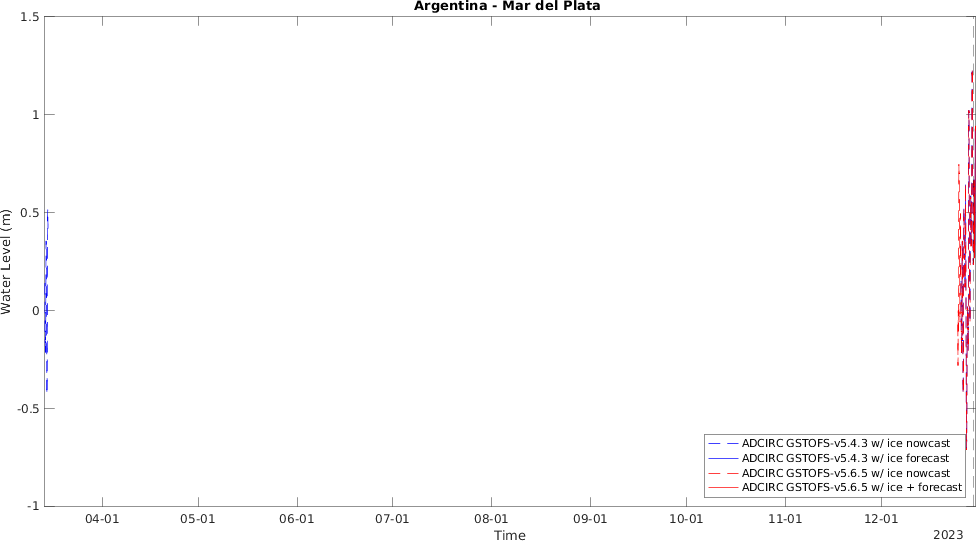 Argentina - Mar del Plata
1.5
1
0.5
0
-0.5
-1
Water Level (m)
ADCIRC GSTOFS-v5.4.3 w/ ice nowcast
ADCIRC GSTOFS-v5.4.3 w/ ice forecast
ADCIRC GSTOFS-v5.6.5 w/ ice nowcast
ADCIRC GSTOFS-v5.6.5 w/ ice + forecast
04-01 05-01 06-01 07-01 08-01 09-01 10-01 11-01 12-01
Time
2023